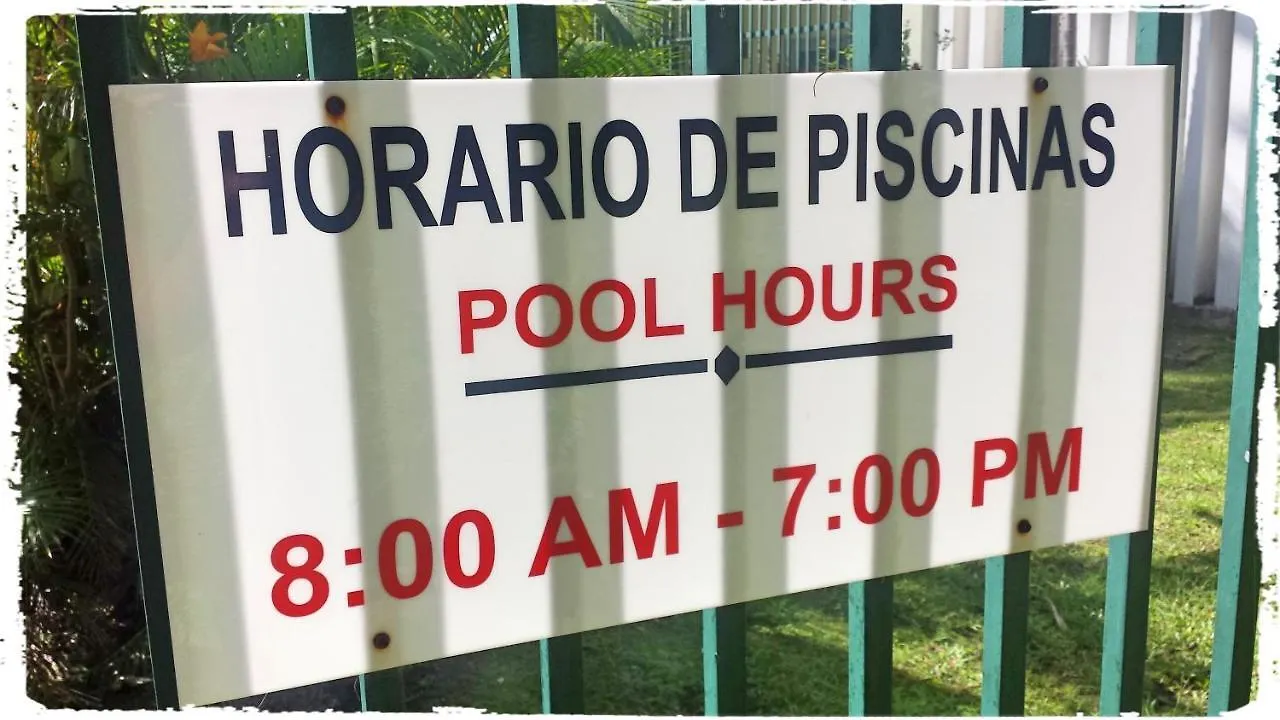 HORARIO DE PISCINAS
POOL HOURS
8:00 AM - 7:00 PM